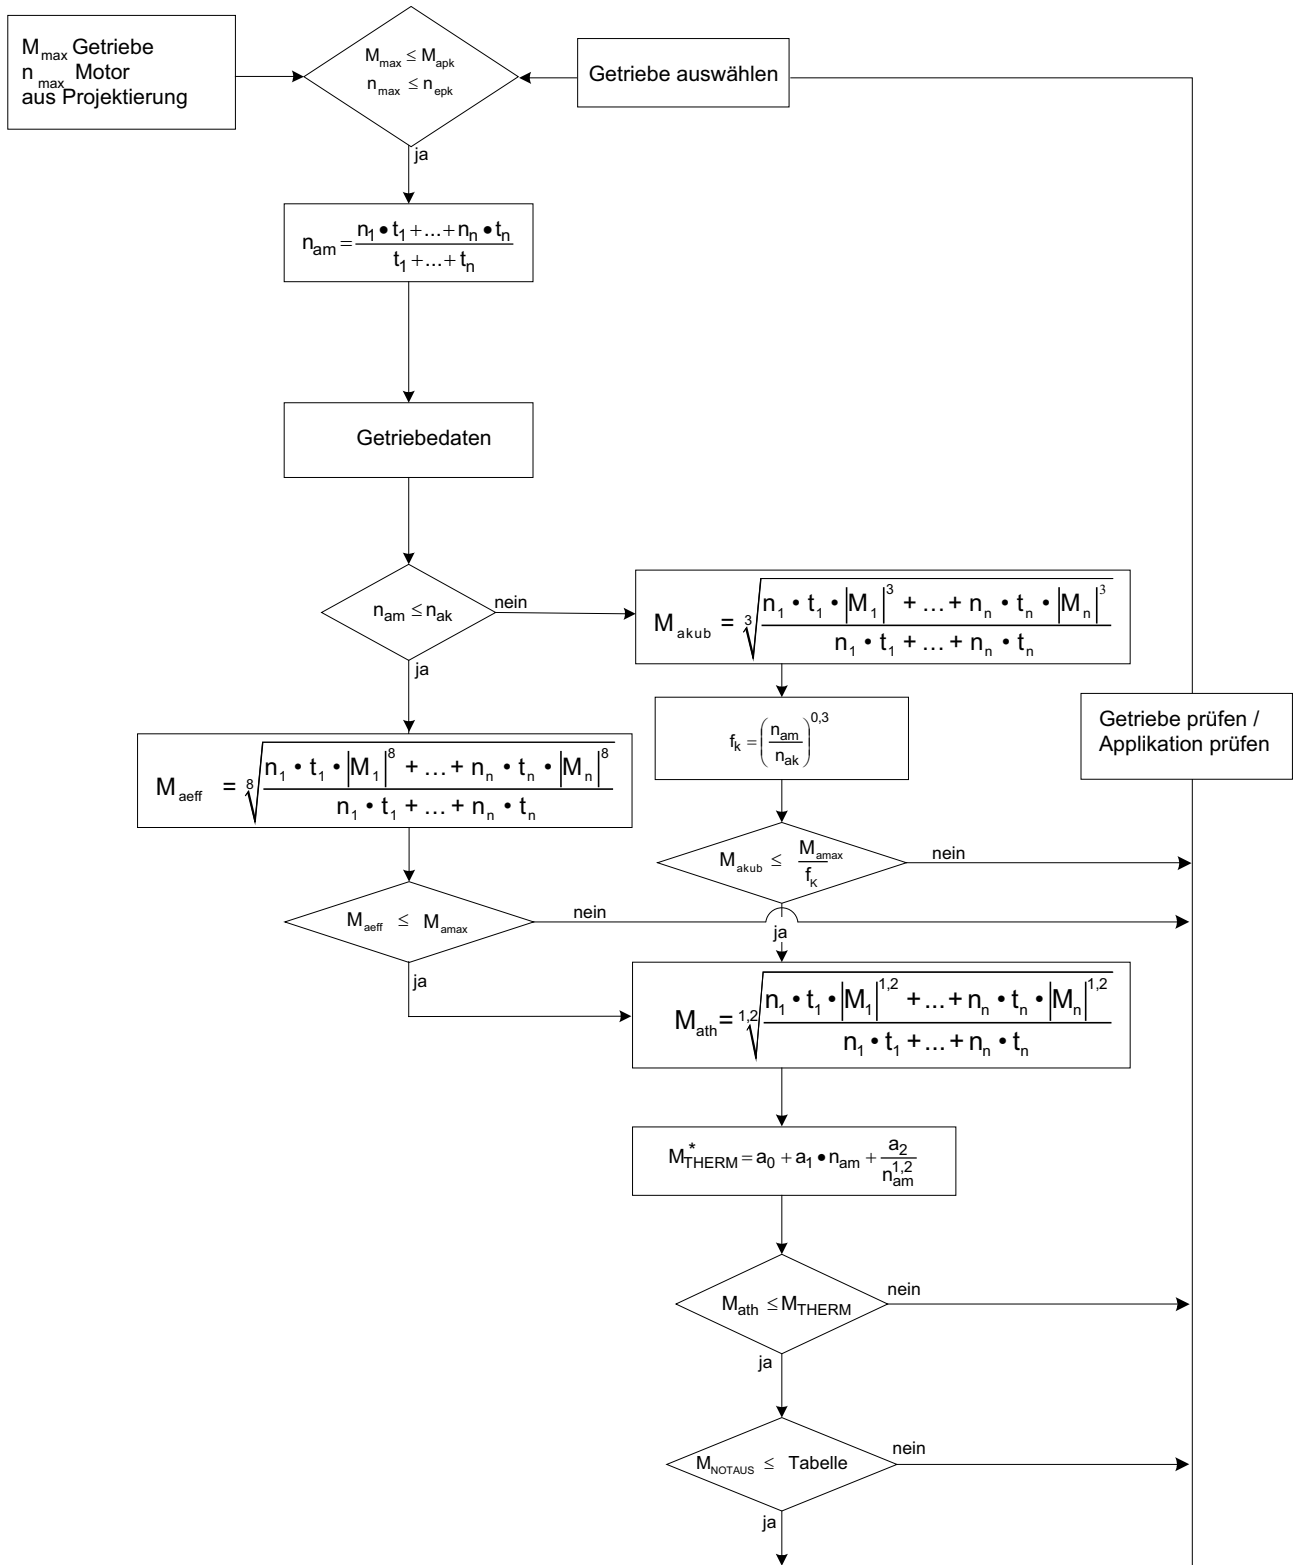 M_max Getriebe
n_max Motor
aus Projektierung
M_max ≤ M_apk
n_max ≤ n_epk
Getriebe auswählen
ja
n_am = (n_1 • t_1 + ... + n_n • t_n) / (t_1 + ... + t_n)
Getriebedaten
n_am ≤ n_ak
nein
ja
M_akub = ∛((n_1 • t_1 • |M_1|^3 + ... + n_n • t_n • |M_n|^3) / (n_1 • t_1 + ... + n_n • t_n))
f_k = (n_am / n_ak)^0,3
Getriebe prüfen /
Applikation prüfen
M_aeff = ⁸√((n_1 • t_1 • |M_1|^8 + ... + n_n • t_n • |M_n|^8) / (n_1 • t_1 + ... + n_n • t_n))
M_akub ≤ M_amax / f_K
nein
M_aeff ≤ M_amax
nein
ja
ja
M_ath = ^1,2√((n_1 • t_1 • |M_1|^1,2 + ... + n_n • t_n • |M_n|^1,2) / (n_1 • t_1 + ... + n_n • t_n))
M*_THERM = a_0 + a_1 • n_am + a_2 / n_am^1,2
M_ath ≤ M_THERM
nein
ja
M_NOTAUS ≤ Tabelle
nein
ja